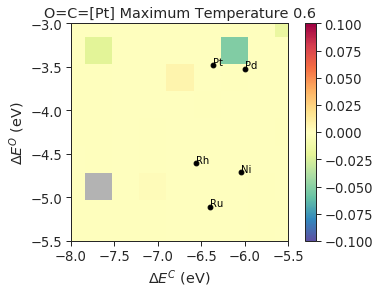 O=C=[Pt] Maximum Temperature 0.6
−3.0
−3.5
−4.0
−4.5
−5.0
−5.5
ΔE^O (eV)
Pt
Pd
Rh
Ni
Ru
−8.0 −7.5 −7.0 −6.5 −6.0 −5.5
ΔE^C (eV)
0.100
0.075
0.050
0.025
0.000
−0.025
−0.050
−0.075
−0.100